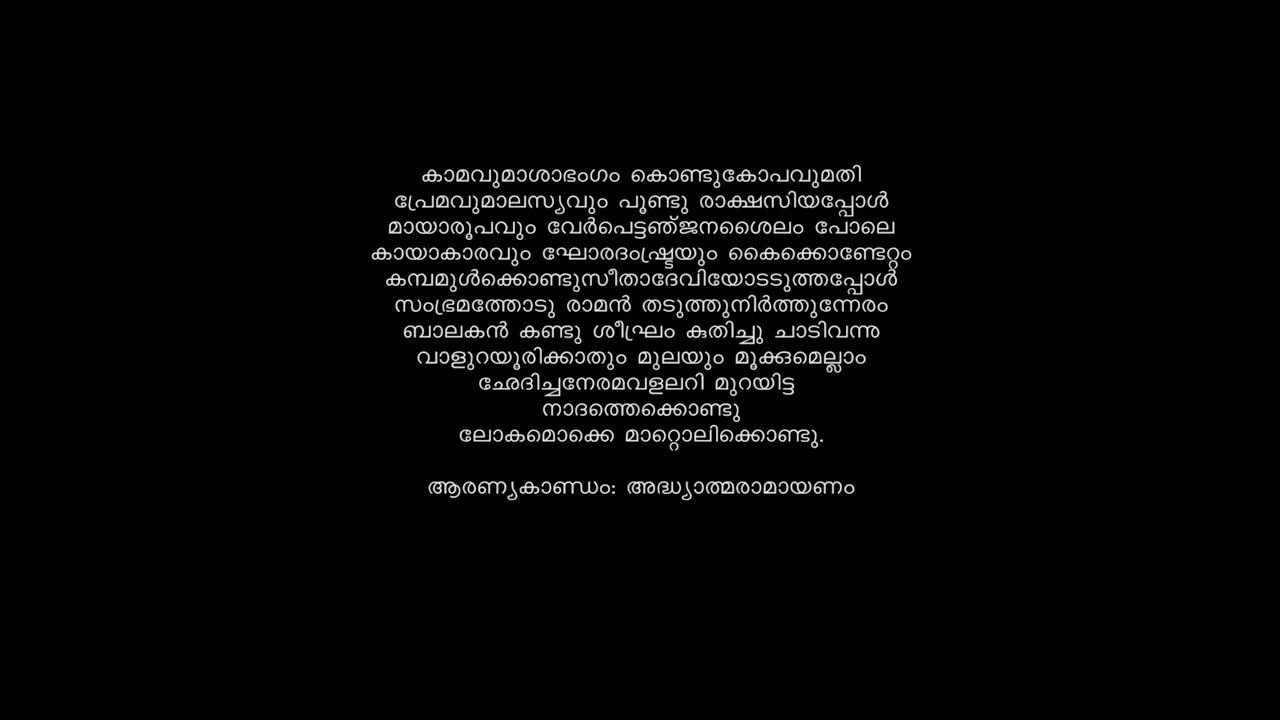 കാമവുമാശാഭംഗം കൊണ്ടുകോപവുമതി
പ്രേമവുമാലസ്യവും പൂണ്ടു രാക്ഷസിയപ്പോൾ
മായാരൂപവും വേർപെട്ടഞ്ജനശൈലം പോലെ
കായാകാരവും ഘോരദംഷ്ട്രയും കൈക്കൊണ്ടേറ്റം
കമ്പമുൾക്കൊണ്ടുസീതാദേവിയോടടുത്തപ്പോൾ
സംഭ്രമത്തോടു രാമൻ തടുത്തുനിർത്തുന്നേരം
ബാലകൻ കണ്ടു ശീഘ്രം കുതിച്ചു ചാടിവന്നു
വാളുറയൂരിക്കാതും മുലയും മൂക്കുമെല്ലാം
ഛേദിച്ചനേരമവളലറി മുറയിട്ട
നാദത്തെക്കൊണ്ടു
ലോകമൊക്കെ മാറ്റൊലിക്കൊണ്ടു.
ആരണ്യകാണ്ഡം: അദ്ധ്യാത്മരാമായണം